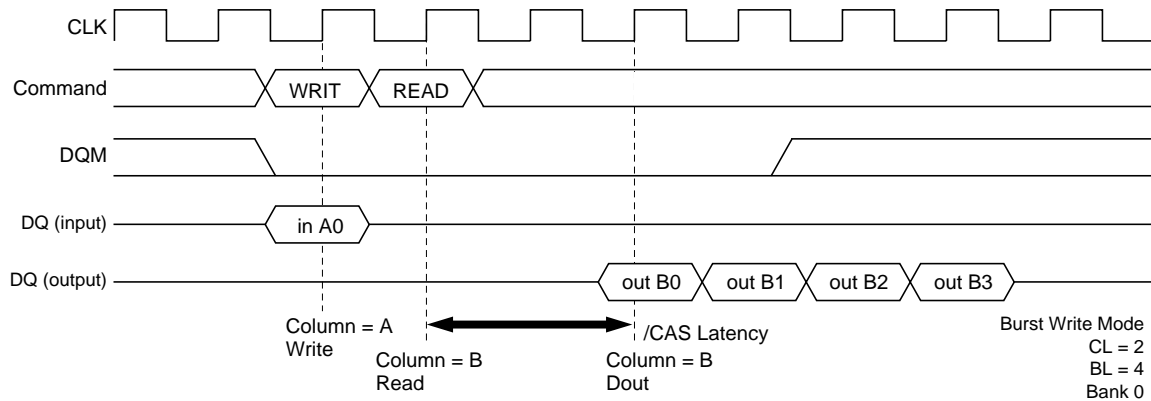 CLK
Command
WRIT
READ
DQM
DQ (input)
in A0
DQ (output)
out B0
out B1
out B2
out B3
Column = A
Write
/CAS Latency
Column = B
Read
Column = B
Dout
Burst Write Mode
CL = 2
BL = 4
Bank 0